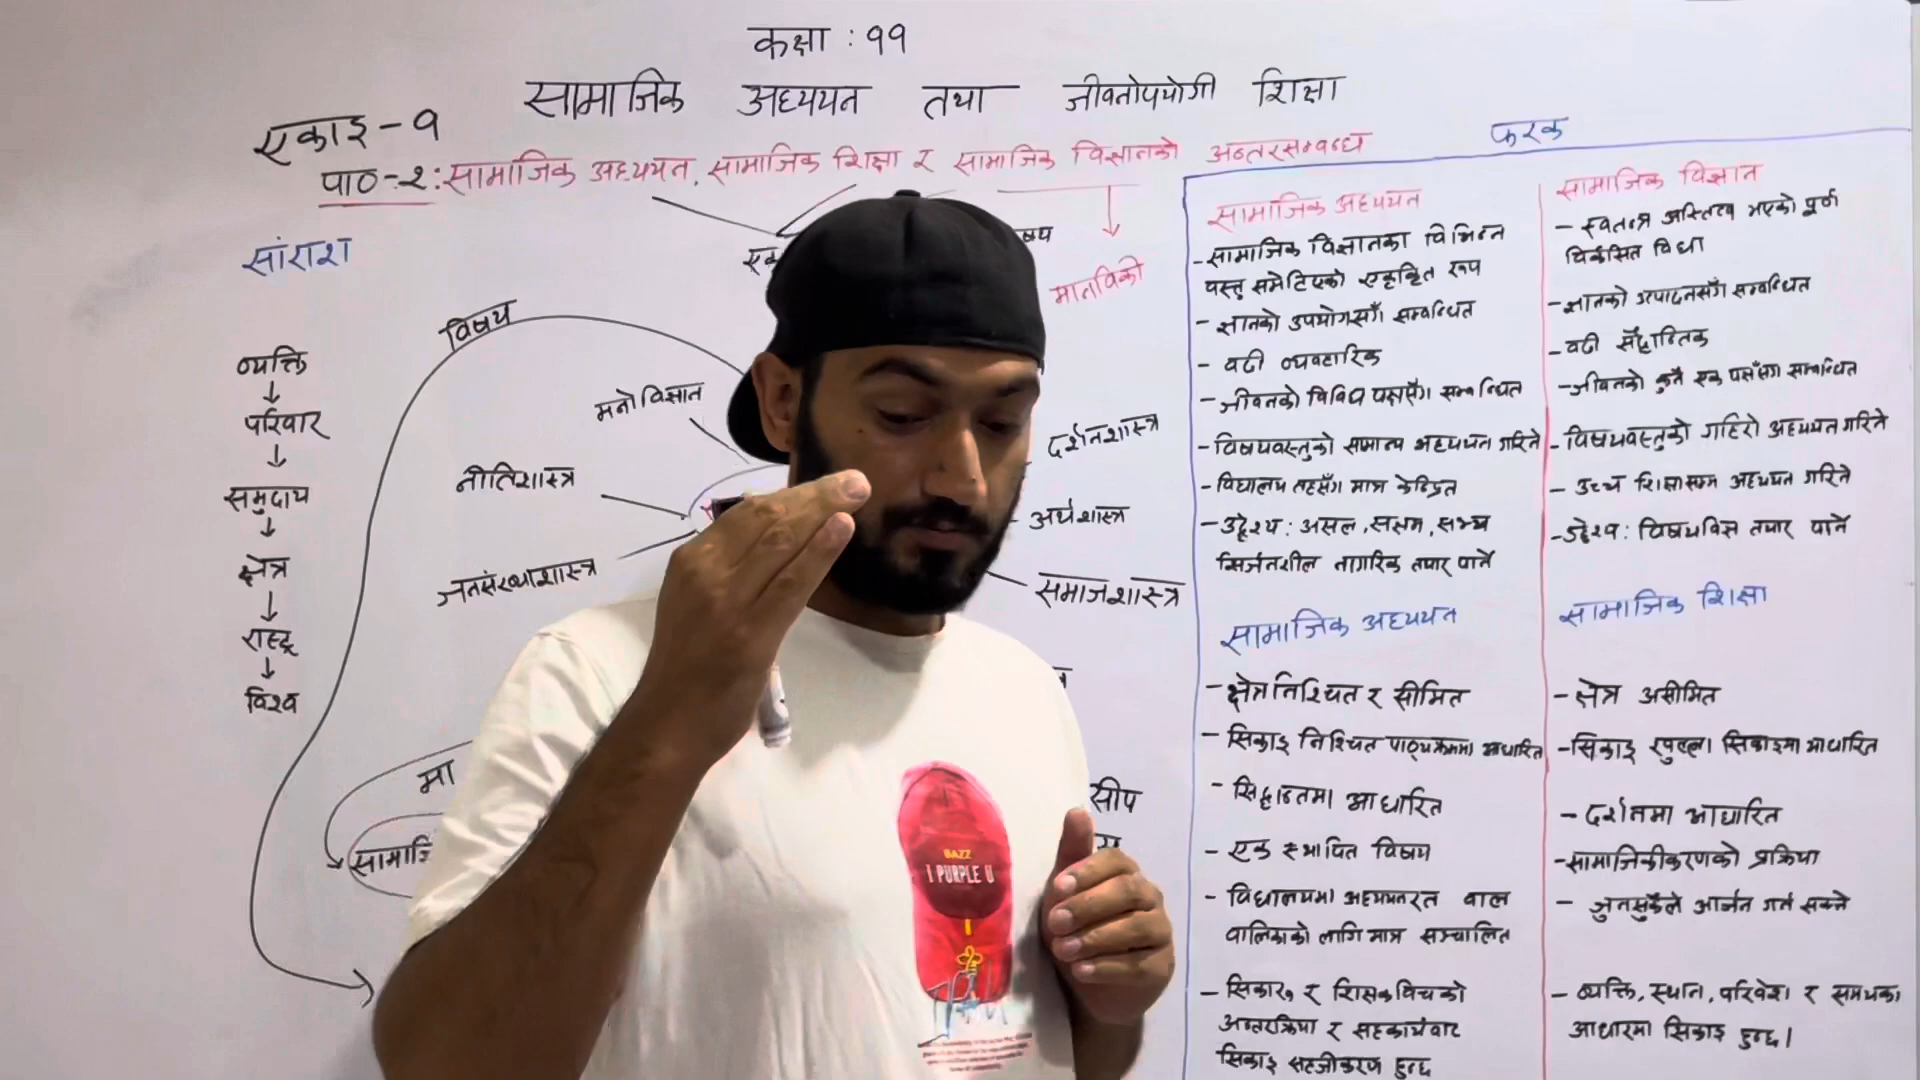 कक्षा : ११
सामाजिक अध्ययन तथा जीवनोपयोगी शिक्षा
एकाइ - १
पाठ-२: सामाजिक अध्ययन, सामाजिक शिक्षा र सामाजिक विज्ञानको अन्तरसम्बन्ध
सांराश
व्यक्ति
↓
परिवार
↓
समुदाय
↓
क्षेत्र
↓
राष्ट्र
↓
विश्व
विषय
मानविकी
मनोविज्ञान
नीतिशास्त्र
जनसंख्याशास्त्र
दर्शनशास्त्र
अर्थशास्त्र
समाजशास्त्र
मा
सामाजि
सीप
फरक
सामाजिक अध्ययन
- सामाजिक विज्ञानका विभिन्न
वस्तु समेटिएको एकृकित रूप
- ज्ञानको उपयोगसँग सम्बन्धित
- बढी व्यवहारिक
- जीवनको विविध पक्षसँग सम्बन्धित
- विषयवस्तुको सामान्य अध्ययन गरिने
- विद्यालय तहसँग मात्र केन्द्रित
- उद्देश्य : असल, सक्षम, सभ्य
सिर्जनशील नागरिक तयार पार्ने
सामाजिक विज्ञान
- स्वतन्त्र अस्तित्व भएको पूर्ण
विकसित विधा
- ज्ञानको उत्पादनसँग सम्बन्धित
- बढी सैद्धान्तिक
- जीवनको कुनै एक पक्षसँग सम्बन्धित
- विषयवस्तुको गहिरो अध्ययन गरिने
- उच्च शिक्षासम्म अध्ययन गरिने
- उद्देश्य : विषयविज्ञ तयार पार्ने
सामाजिक अध्ययन
- क्षेत्र निश्चित र सीमित
- सिकाइ निश्चित पाठ्यक्रममा आधारित
- सिद्धान्तमा आधारित
- एक स्थापित विषय
- विद्यालयमा अध्ययनरत बाल
बालिकाको लागि मात्र सञ्चालित
- सिकारु र शिक्षकबिचको
अन्तरक्रिया र सहकार्यबाट
सिकाइ सहजीकरण हुन्छ
सामाजिक शिक्षा
- क्षेत्र असीमित
- सिकाइ खुल्ला सिकाइमा आधारित
- दर्शनमा आधारित
- सामाजिकीकरणको प्रक्रिया
- जुनसुकैले आर्जन गर्न सक्ने
- व्यक्ति, स्थान, परिवेश र समयका
आधारमा सिकाइ हुन्छ।
BAZZ
I PURPLE U